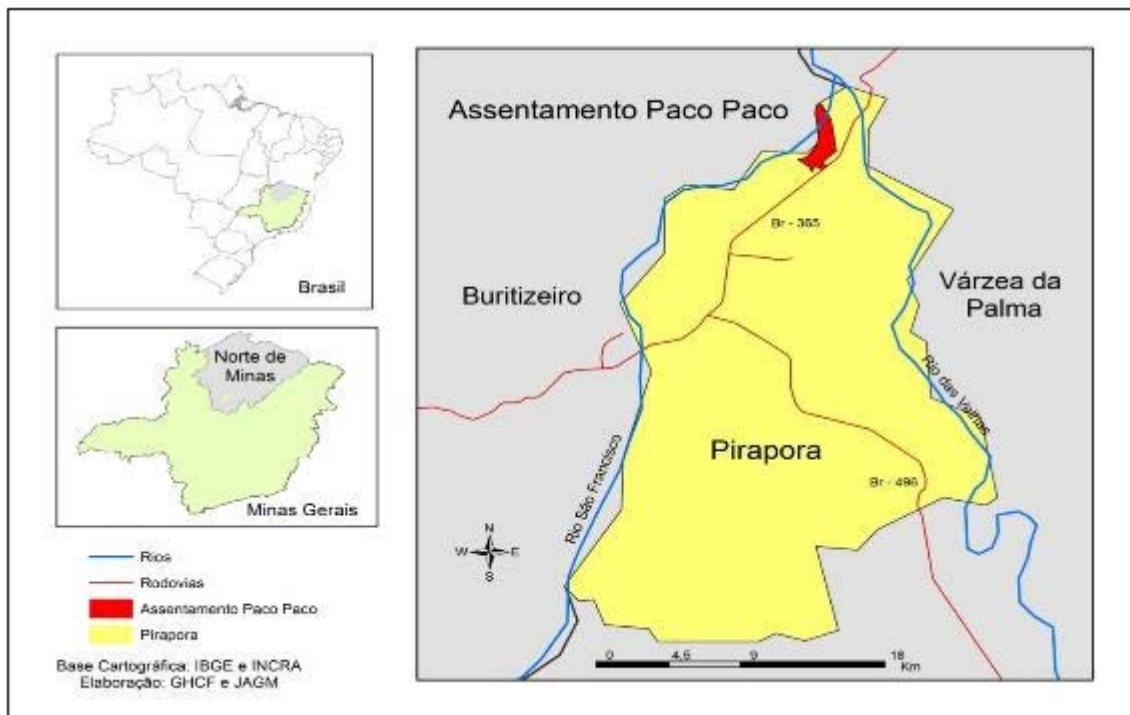 Brasil
Norte de
Minas
Minas Gerais
Rios
Rodovias
Assentamento Paco Paco
Pirapora
Base Cartográfica: IBGE e INCRA
Elaboração: GHCF e JAGM
Assentamento Paco Paco
Br - 365
Buritizeiro
Várzea da
Palma
Rio das Velhas
Pirapora
Br - 496
Rio São Francisco
N
W E
S
0 4,5 9 18
Km